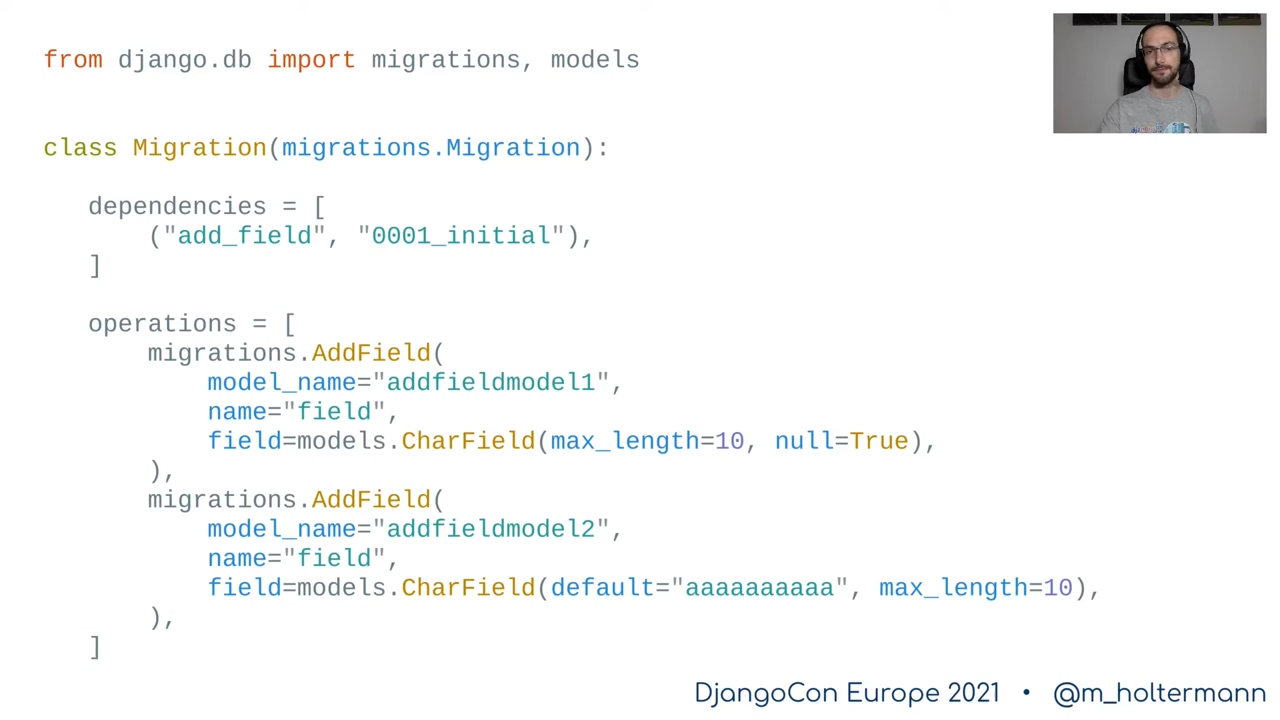 from django.db import migrations, models
class Migration(migrations.Migration):
dependencies = [
("add_field", "0001_initial"),
]
operations = [
migrations.AddField(
model_name="addfieldmodel1",
name="field",
field=models.CharField(max_length=10, null=True),
),
migrations.AddField(
model_name="addfieldmodel2",
name="field",
field=models.CharField(default="aaaaaaaaaa", max_length=10),
),
]
DjangoCon Europe 2021 • @m_holtermann